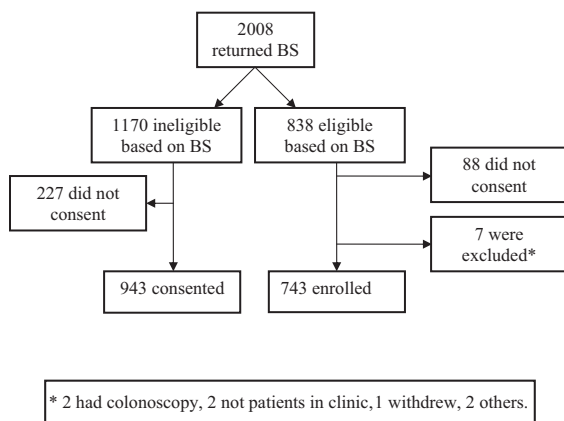 2008
returned BS
1170 ineligible
based on BS
838 eligible
based on BS
88 did not
consent
227 did not
consent
7 were
excluded*
943 consented
743 enrolled
* 2 had colonoscopy, 2 not patients in clinic, 1 withdrew, 2 others.